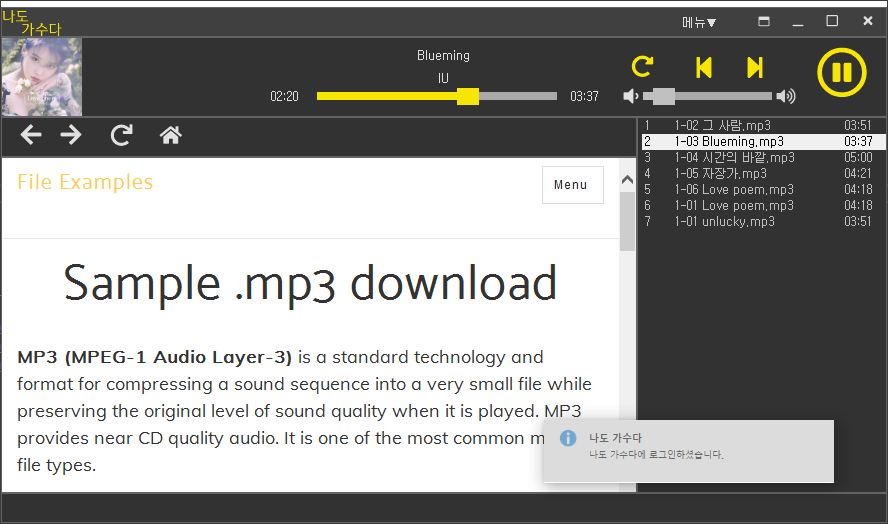 나도
가수다
메뉴▼
Blueming
IU
02:20
03:37
1 1-02 그 사람.mp3 03:51
2 1-03 Blueming.mp3 03:37
3 1-04 시간의 바깥.mp3 05:00
4 1-05 자장가.mp3 04:21
5 1-06 Love poem.mp3 04:18
6 1-01 Love poem.mp3 04:18
7 1-01 unlucky.mp3 03:51
File Examples
Menu
Sample .mp3 download
MP3 (MPEG-1 Audio Layer-3) is a standard technology and
format for compressing a sound sequence into a very small file while
preserving the original level of sound quality when it is played. MP3
provides near CD quality audio. It is one of the most common m
file types.
나도 가수다
나도 가수다에 로그인하셨습니다.